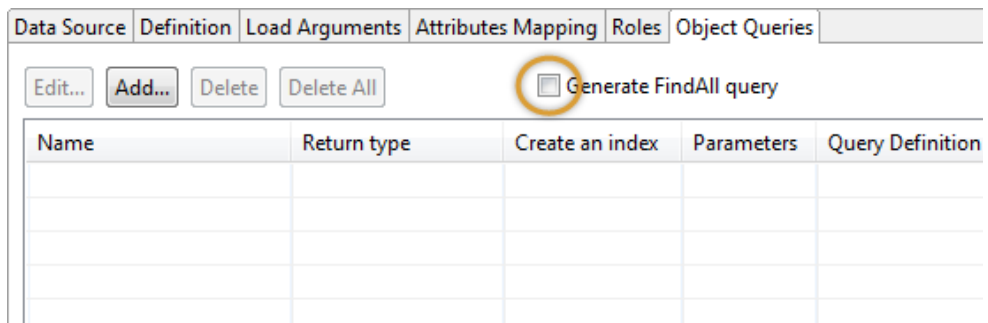 Data Source Definition Load Arguments Attributes Mapping Roles Object Queries
Edit... Add... Delete Delete All Generate FindAll query
Name Return type Create an index Parameters Query Definition